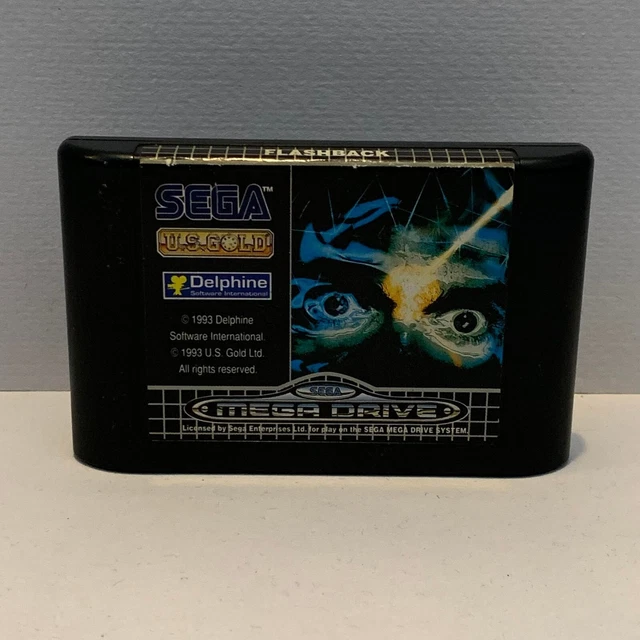 FLASHBACK
SEGA™
U.S. GOLD
Delphine
Software International
© 1993 Delphine
Software International.
© 1993 U.S. Gold Ltd.
All rights reserved.
SEGA
MEGA DRIVE
Licensed by Sega Enterprises Ltd. for play on the SEGA MEGA DRIVE SYSTEM.